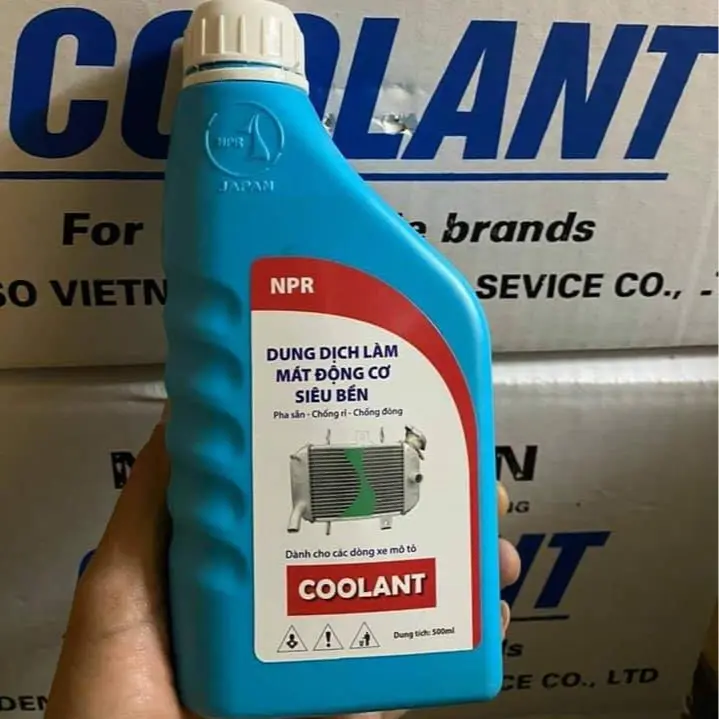 COOLANT
For
brands
SO VIETN
SEVICE CO.,
NPR
JAPAN
NPR
DUNG DỊCH LÀM
MÁT ĐỘNG CƠ
SIÊU BỀN
Pha sẵn - Chống rỉ - Chống đông
Dành cho các dòng xe mô tô
COOLANT
Dung tích: 500ml
NT
DEN
CE CO., LTD